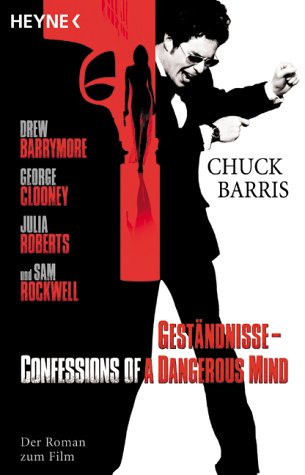 HEYNE<
DREW
BARRYMORE
GEORGE
CLOONEY
JULIA
ROBERTS
und SAM
ROCKWELL
CHUCK
BARRIS
GESTÄNDNISSE –
CONFESSIONS OF A DANGEROUS MIND
Der Roman
zum Film